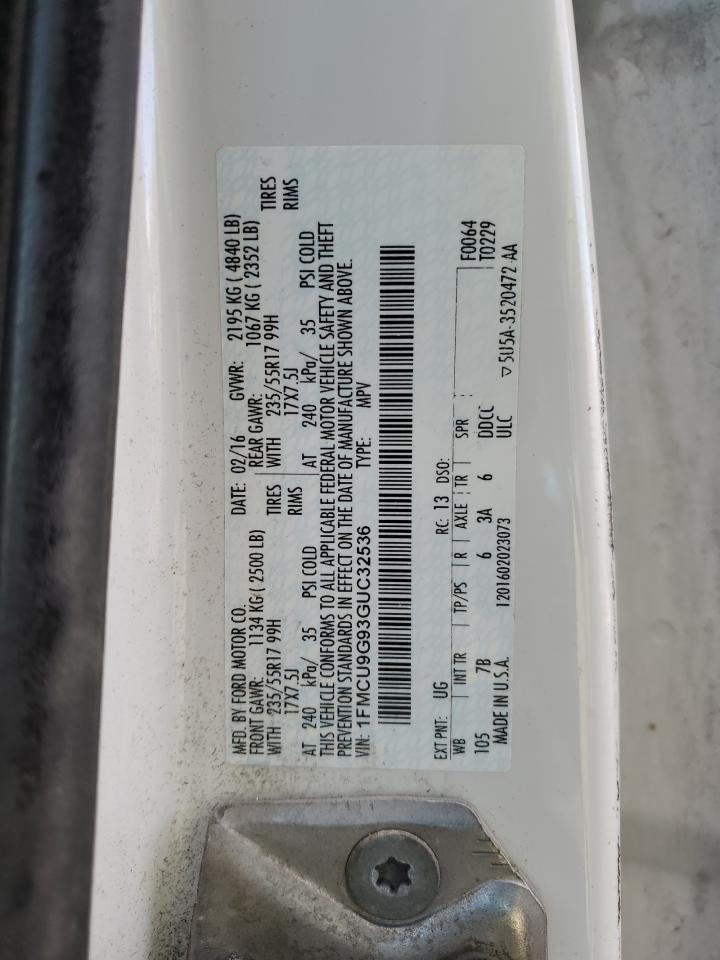 MFD. BY FORD MOTOR CO.
DATE: 02/16 GVWR: 2195 KG ( 4840 LB)
FRONT GAWR: 1134 KG ( 2500 LB) REAR GAWR: 1067 KG ( 2352 LB)
WITH 235/55R17 99H TIRES WITH 235/55R17 99H TIRES
17X7.5J RIMS 17X7.5J RIMS
AT 240 kPa/ 35 PSI COLD AT 240 kPa/ 35 PSI COLD
THIS VEHICLE CONFORMS TO ALL APPLICABLE FEDERAL MOTOR VEHICLE SAFETY AND THEFT
PREVENTION STANDARDS IN EFFECT ON THE DATE OF MANUFACTURE SHOWN ABOVE.
VIN: 1FMCU9G93GUC32536 TYPE: MPV
EXT PNT: UG RC: 13 DSO: F0064
WB INT TR TP/PS R AXLE TR SPR T0229
105 7B 6 3A 6 DDCC
MADE IN U.S.A. 1201602023073 ULC ▽5U5A-3520472 AA